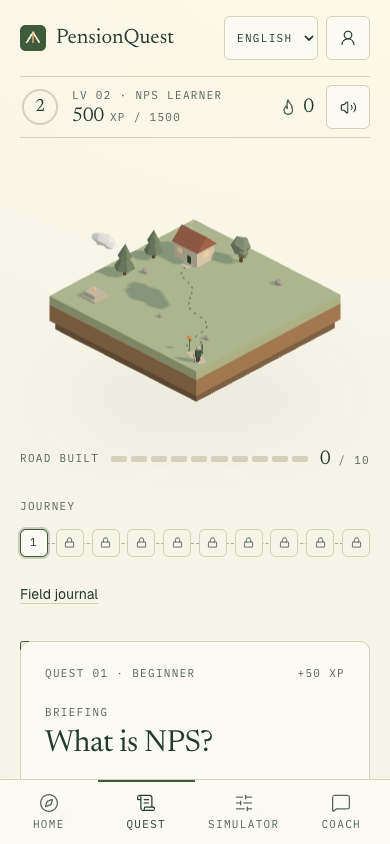 PensionQuest
ENGLISH
2
LV 02 · NPS LEARNER
500 XP / 1500
0
ROAD BUILT
0 / 10
JOURNEY
1
Field journal
QUEST 01 · BEGINNER
+50 XP
BRIEFING
What is NPS?
HOME
QUEST
SIMULATOR
COACH